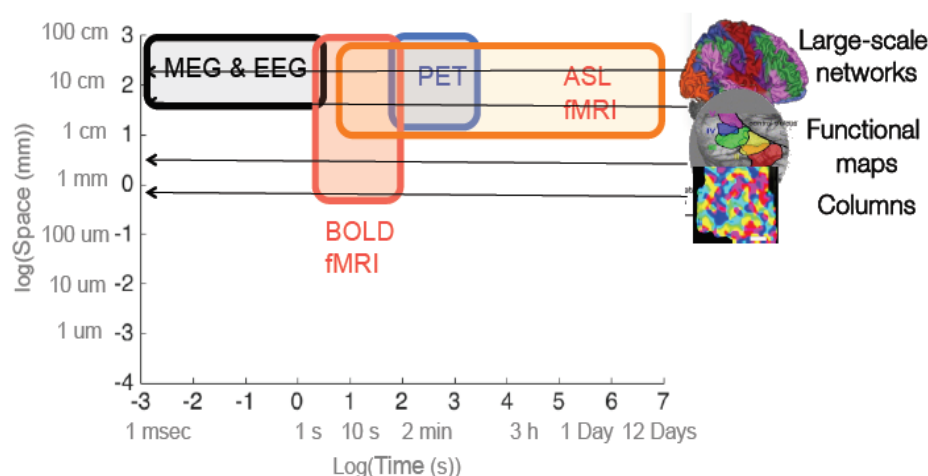 100 cm
10 cm
1 cm
1 mm
100 um
10 um
1 um
log(Space (mm))
3
2
1
0
-1
-2
-3
-4
MEG & EEG
PET
ASL
fMRI
BOLD
fMRI
Large-scale
networks
Functional
maps
Columns
-3 -2 -1 0 1 2 3 4 5 6 7
1 msec 1 s 10 s 2 min 3 h 1 Day 12 Days
Log(Time (s))